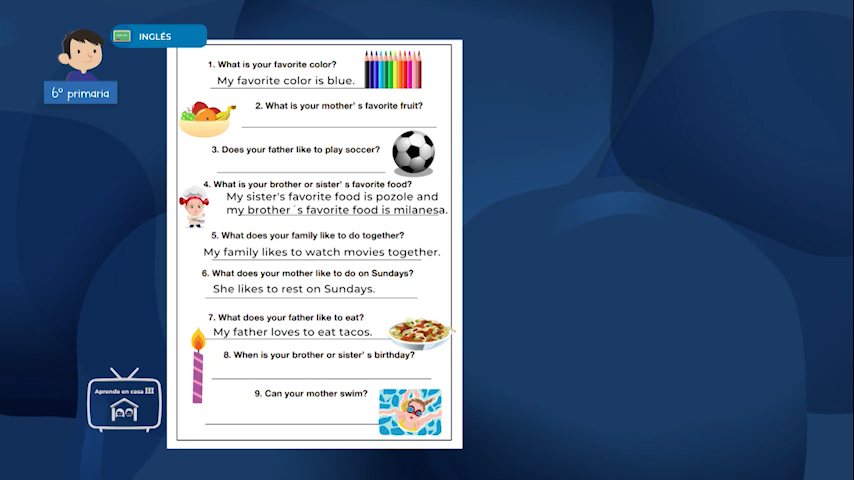 INGLÉS
6º primaria
1. What is your favorite color?
My favorite color is blue.
2. What is your mother' s favorite fruit?
3. Does your father like to play soccer?
4. What is your brother or sister' s favorite food?
My sister's favorite food is pozole and
my brother´s favorite food is milanesa.
5. What does your family like to do together?
My family likes to watch movies together.
6. What does your mother like to do on Sundays?
She likes to rest on Sundays.
7. What does your father like to eat?
My father loves to eat tacos.
8. When is your brother or sister' s birthday?
9. Can your mother swim?
Aprende en casa III